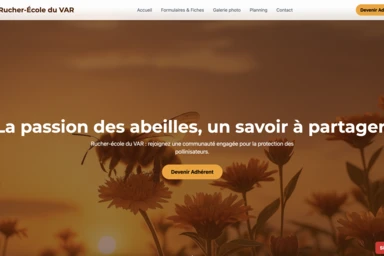 Rucher-École du VAR
Accueil Formulaires & Fiches Galerie photo Planning Contact
Devenir
La passion des abeilles, un savoir à partager
Rucher-école du VAR : rejoignez une communauté engagée pour la protection des
pollinisateurs.
Devenir Adhérent